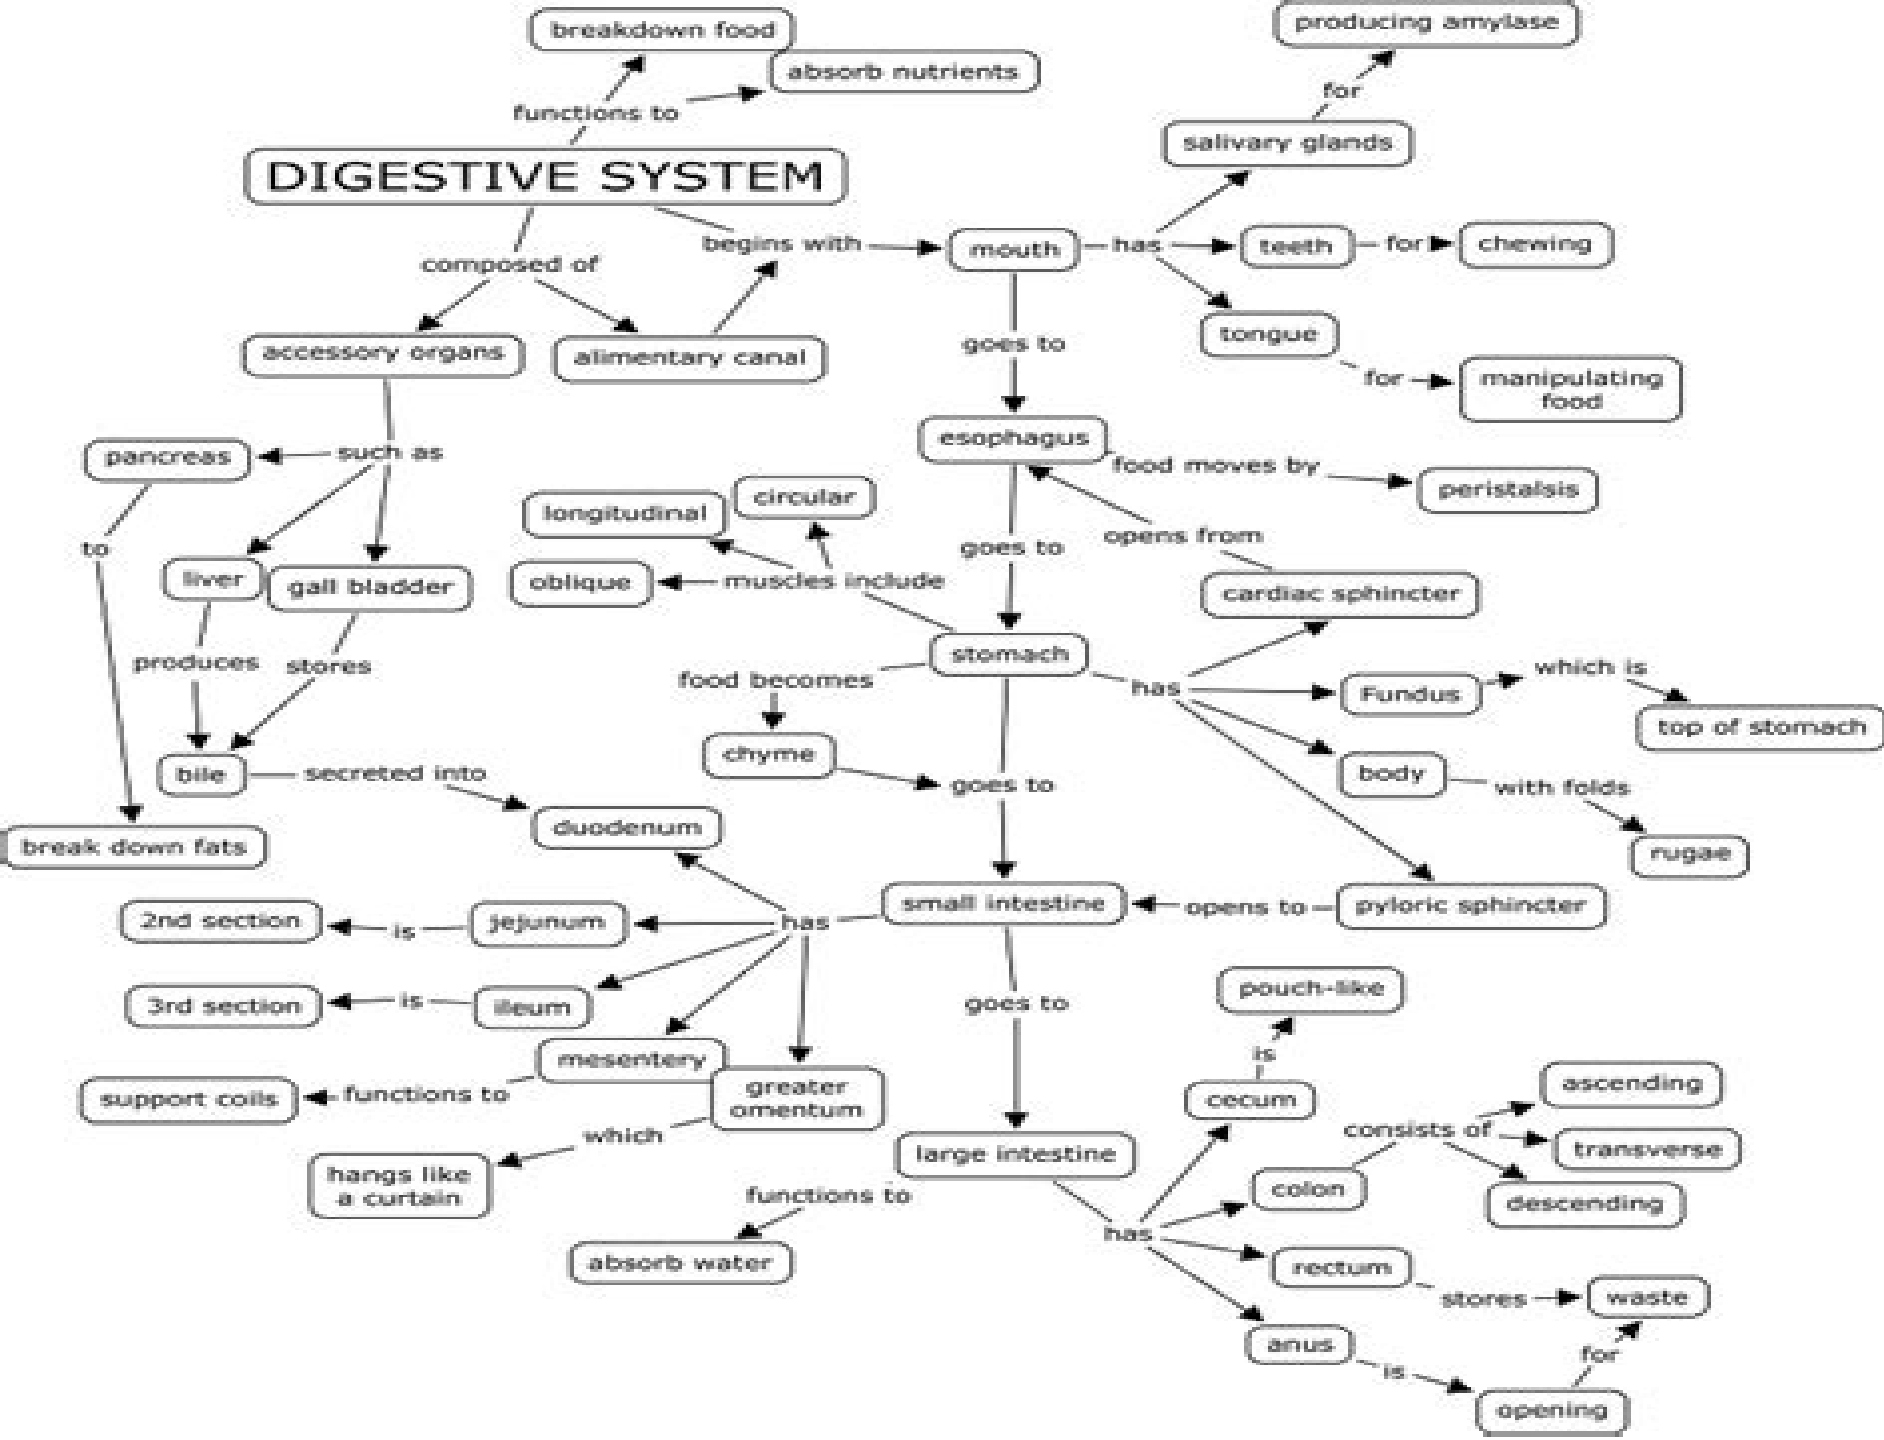 breakdown food
producing amylase
absorb nutrients
for
functions to
salivary glands
DIGESTIVE SYSTEM
begins with
mouth
has
teeth
for
chewing
composed of
tongue
accessory organs
alimentary canal
goes to
for
manipulating
food
esophagus
pancreas
such as
food moves by
peristalsis
longitudinal
circular
to
goes to
opens from
liver
gall bladder
oblique
muscles include
cardiac sphincter
stomach
produces
stores
food becomes
has
Fundus
which is
top of stomach
chyme
bile
secreted into
goes to
body
with folds
duodenum
break down fats
rugae
small intestine
opens to
pyloric sphincter
2nd section
is
jejunum
has
3rd section
is
ileum
goes to
pouch-like
is
mesentery
support coils
functions to
greater
omentum
cecum
ascending
which
consists of
transverse
large intestine
hangs like
a curtain
colon
descending
functions to
has
absorb water
rectum
stores
waste
anus
is
for
opening